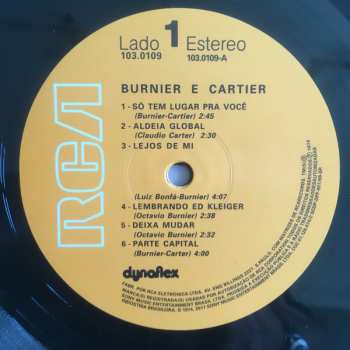 Lado 1 Estereo
103.0109 103.0109-A
RCA
BURNIER E CARTIER
1 - SÓ TEM LUGAR PRA VOCÊ
(Burnier-Cartier) 2:45
2 - ALDEIA GLOBAL
(Claudio Carter) 2:30
3 - LEJOS DE MI
(Luiz Bonfá-Burnier) 4:07
4 - LEMBRANDO ED KLEIGER
(Octavio Burnier) 2:38
5 - DEIXA MUDAR
(Octavio Burnier) 2:32
6 - PARTE CAPITAL
(Burnier-Carter) 4:00
dynaflex